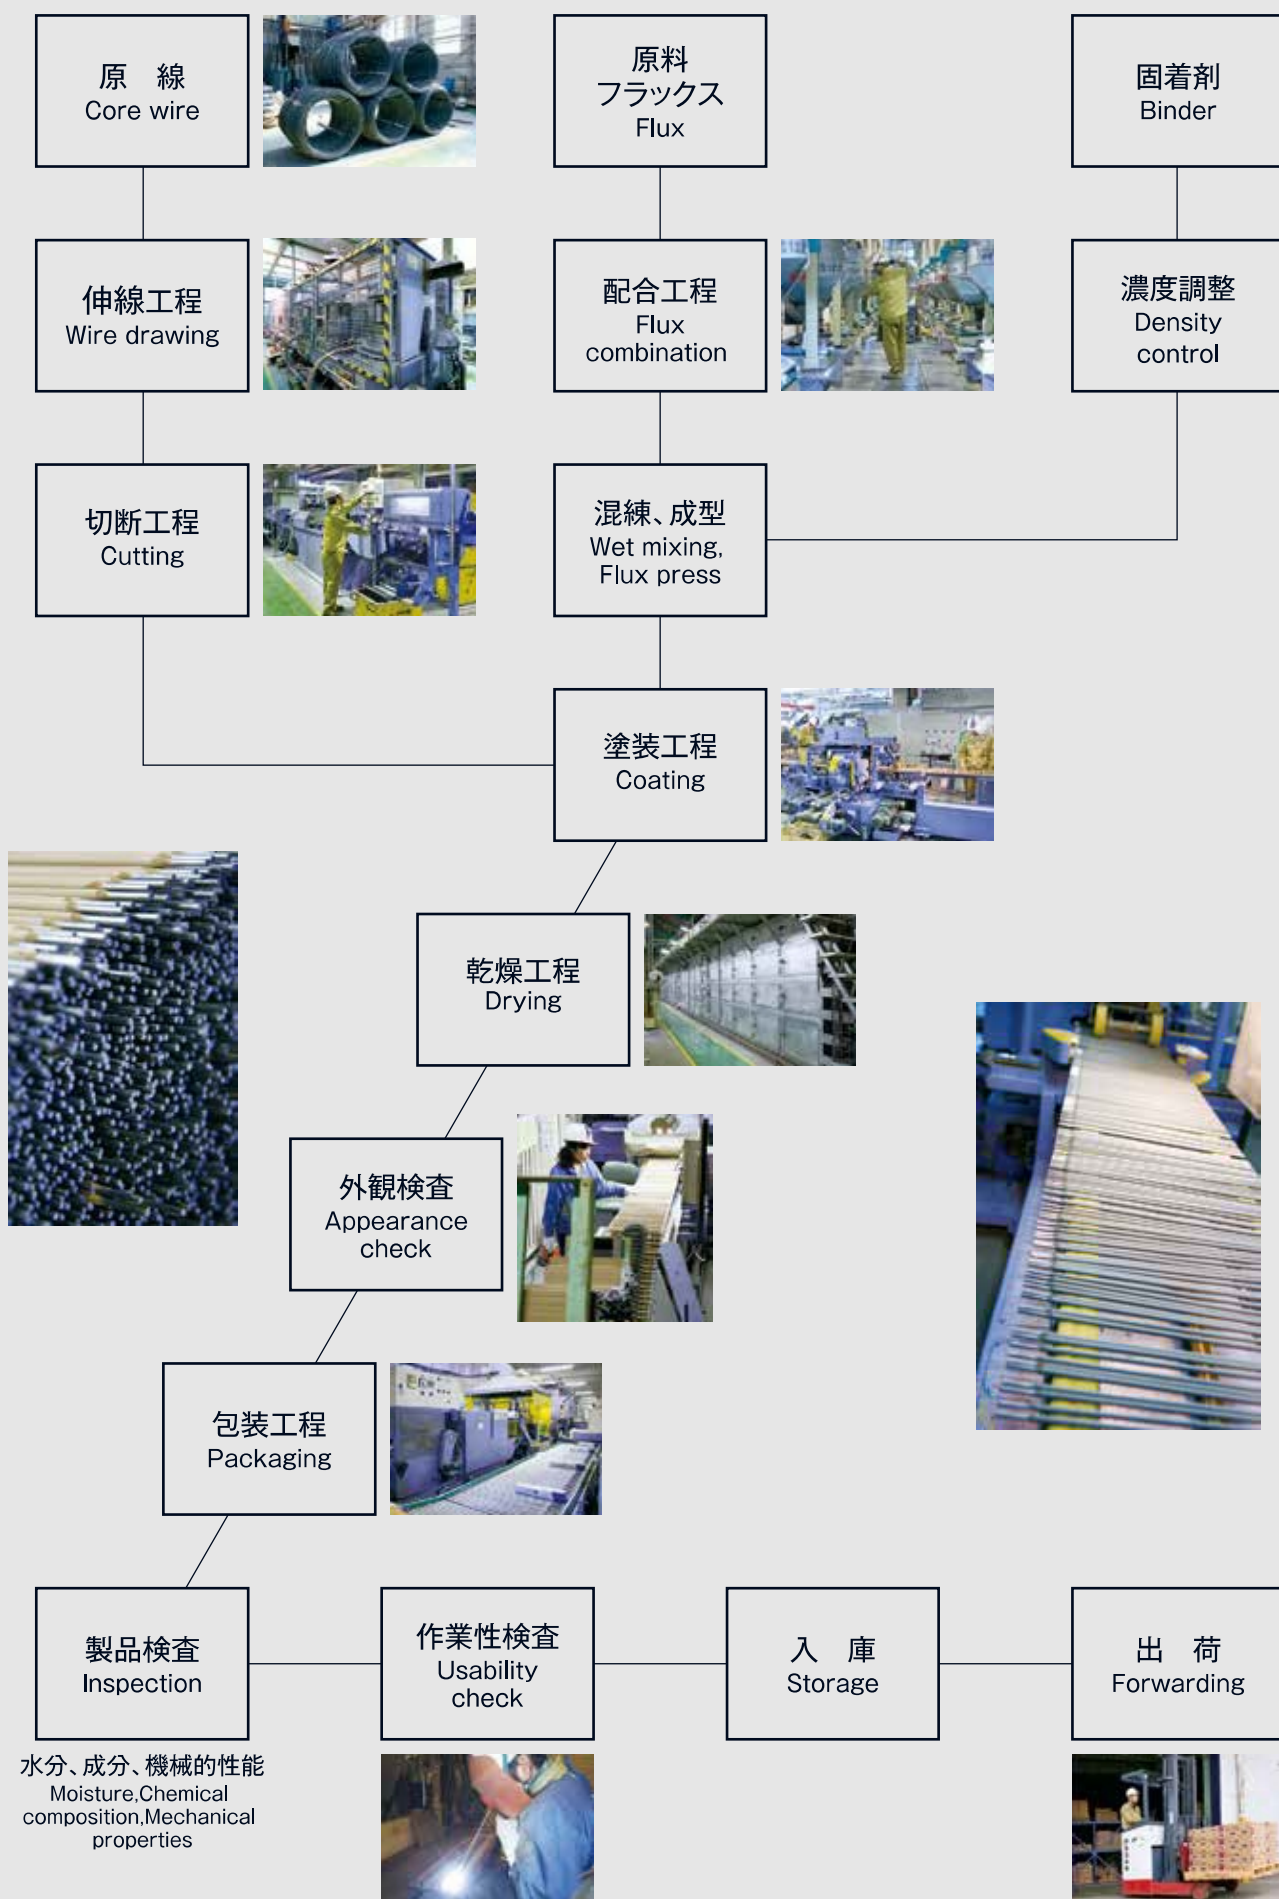 原　線
Core wire
原料
フラックス
Flux
固着剤
Binder
伸線工程
Wire drawing
配合工程
Flux
combination
濃度調整
Density
control
切断工程
Cutting
混練、成型
Wet mixing,
Flux press
塗装工程
Coating
乾燥工程
Drying
外観検査
Appearance
check
包装工程
Packaging
製品検査
Inspection
作業性検査
Usability
check
入　庫
Storage
出　荷
Forwarding
水分、成分、機械的性能
Moisture,Chemical
composition,Mechanical
properties